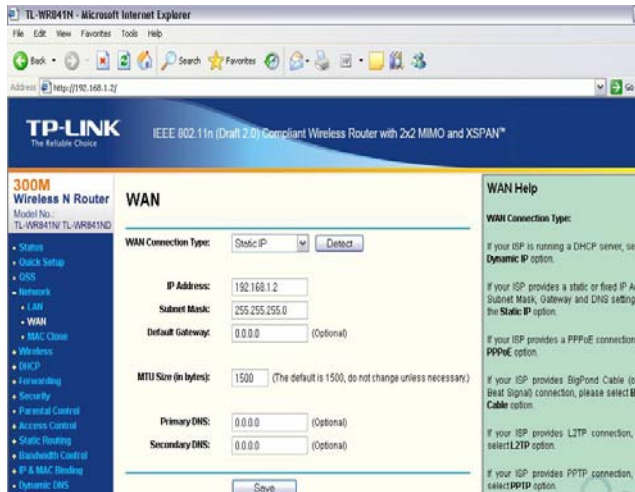 TL-WR841N - Microsoft Internet Explorer
File Edit View Favorites Tools Help
Back Search Favorites
Address http://192.168.1.2/ Go
TP-LINK
The Reliable Choice
IEEE 802.11n (Draft 2.0) Compliant Wireless Router with 2x2 MIMO and XSPAN™
300M
Wireless N Router
Model No.:
TL-WR841N/ TL-WR841ND
Status
Quick Setup
QSS
Network
LAN
WAN
MAC Clone
Wireless
DHCP
Forwarding
Security
Parental Control
Access Control
Static Routing
Bandwidth Control
IP & MAC Binding
Dynamic DNS
WAN
WAN Connection Type: Static IP Detect
IP Address: 192.168.1.2
Subnet Mask: 255.255.255.0
Default Gateway: 0.0.0.0 (Optional)
MTU Size (in bytes): 1500 (The default is 1500, do not change unless necessary.)
Primary DNS: 0.0.0.0 (Optional)
Secondary DNS: 0.0.0.0 (Optional)
Save
WAN Help
WAN Connection Type:
If your ISP is running a DHCP server, se
Dynamic IP option.
If your ISP provides a static or fixed IP A
Subnet Mask, Gateway and DNS setting
the Static IP option.
If your ISP provides a PPPoE connection
PPPoE option.
If your ISP provides BigPond Cable (o
Beat Signal) connection, please select B
Cable option.
If your ISP provides L2TP connection,
select L2TP option.
If your ISP provides PPTP connection,
select PPTP option.